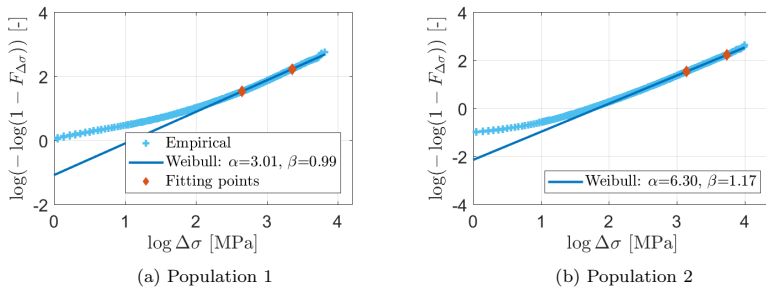 4
2
0
-2
log(− log(1 − F_Δσ)) [-]
0
1
2
3
4
log Δσ [MPa]
Empirical
Weibull: α=3.01, β=0.99
Fitting points
(a) Population 1
4
2
0
-2
-4
log(− log(1 − F_Δσ)) [-]
0
1
2
3
4
log Δσ [MPa]
Weibull: α=6.30, β=1.17
(b) Population 2